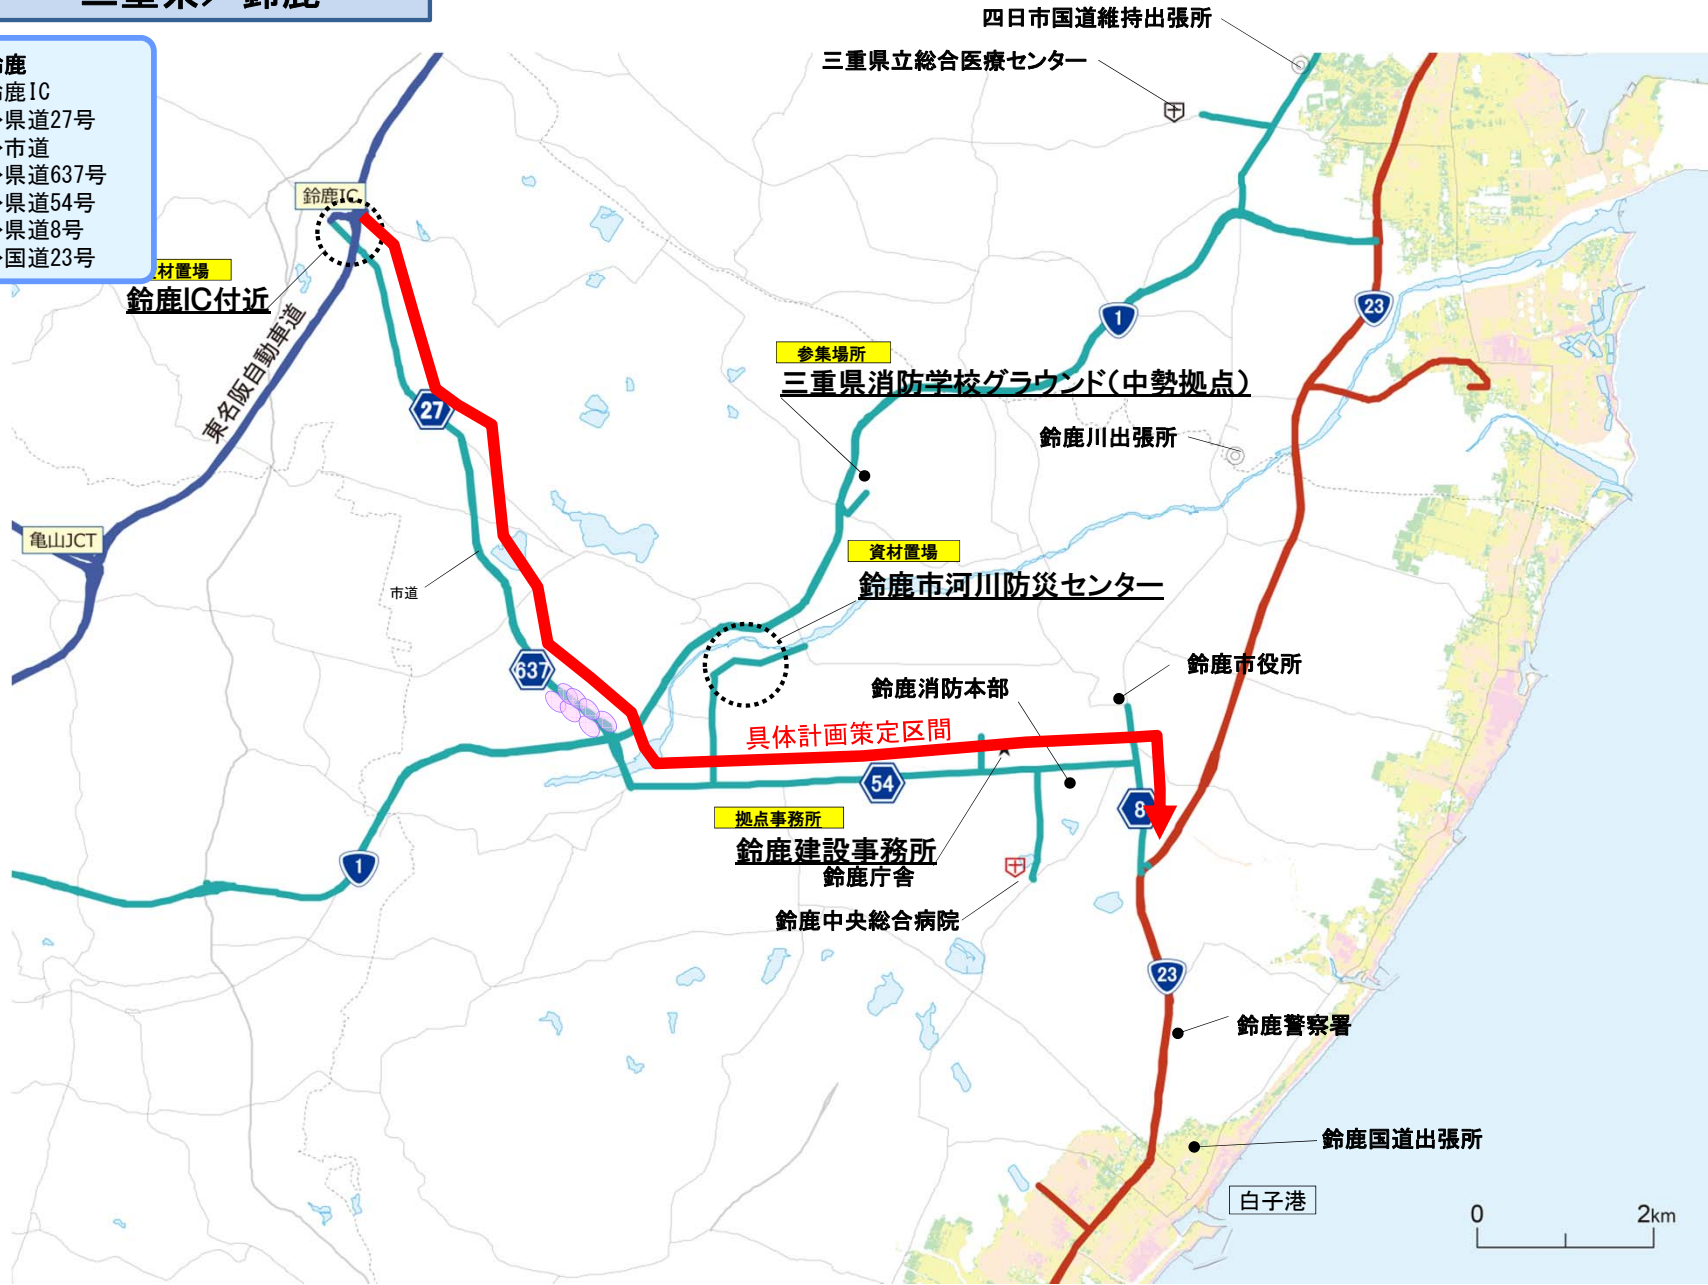 鈴鹿
鈴鹿IC
県道27号
市道
県道637号
県道54号
県道8号
国道23号
四日市国道維持出張所
三重県立総合医療センター
鈴鹿IC
材置場
鈴鹿IC付近
東名阪自動車道
27
亀山JCT
市道
637
1
23
参集場所
三重県消防学校グラウンド(中勢拠点)
鈴鹿川出張所
資材置場
鈴鹿市河川防災センター
鈴鹿市役所
鈴鹿消防本部
具体計画策定区間
54
8
拠点事務所
鈴鹿建設事務所
鈴鹿庁舎
1
鈴鹿中央総合病院
23
鈴鹿警察署
鈴鹿国道出張所
白子港
0
2km